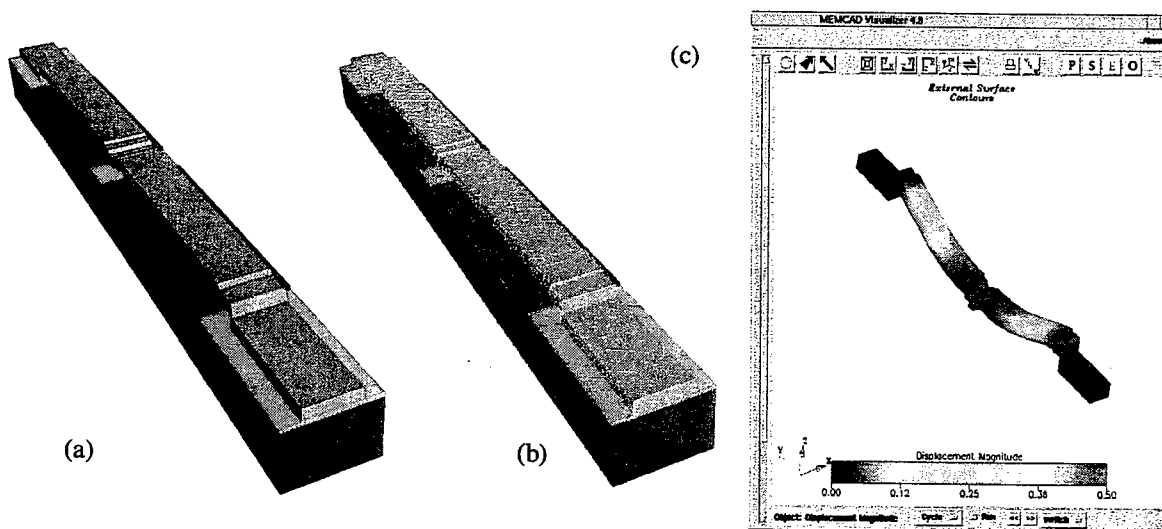 (a)
(b)
(c)
MEMCAD Visualizer 4.8
P S E O
External Surface
Contours
Y Z
X
Displacement Magnitude
0.00 0.12 0.25 0.38 0.50
Object: Displacement Magnitude Cycle Pan